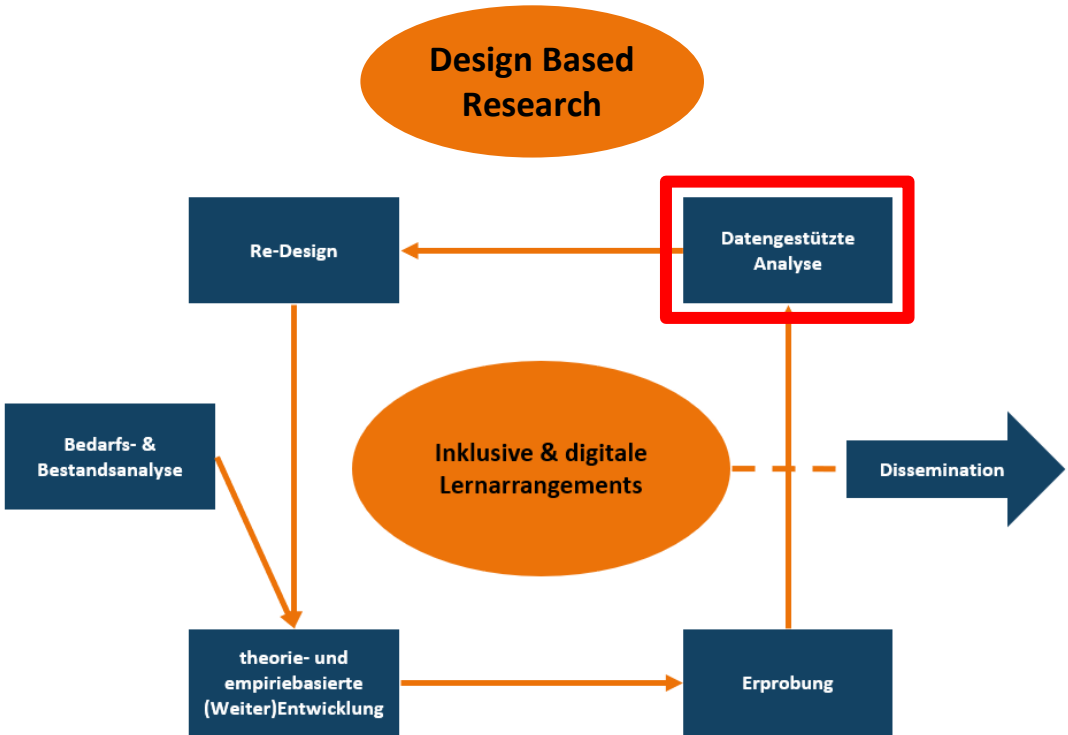 Design Based
Research
Re-Design
Datengestützte
Analyse
Bedarfs- &
Bestandsanalyse
Inklusive & digitale
Lernarrangements
Dissemination
theorie- und
empiriebasierte
(Weiter)Entwicklung
Erprobung